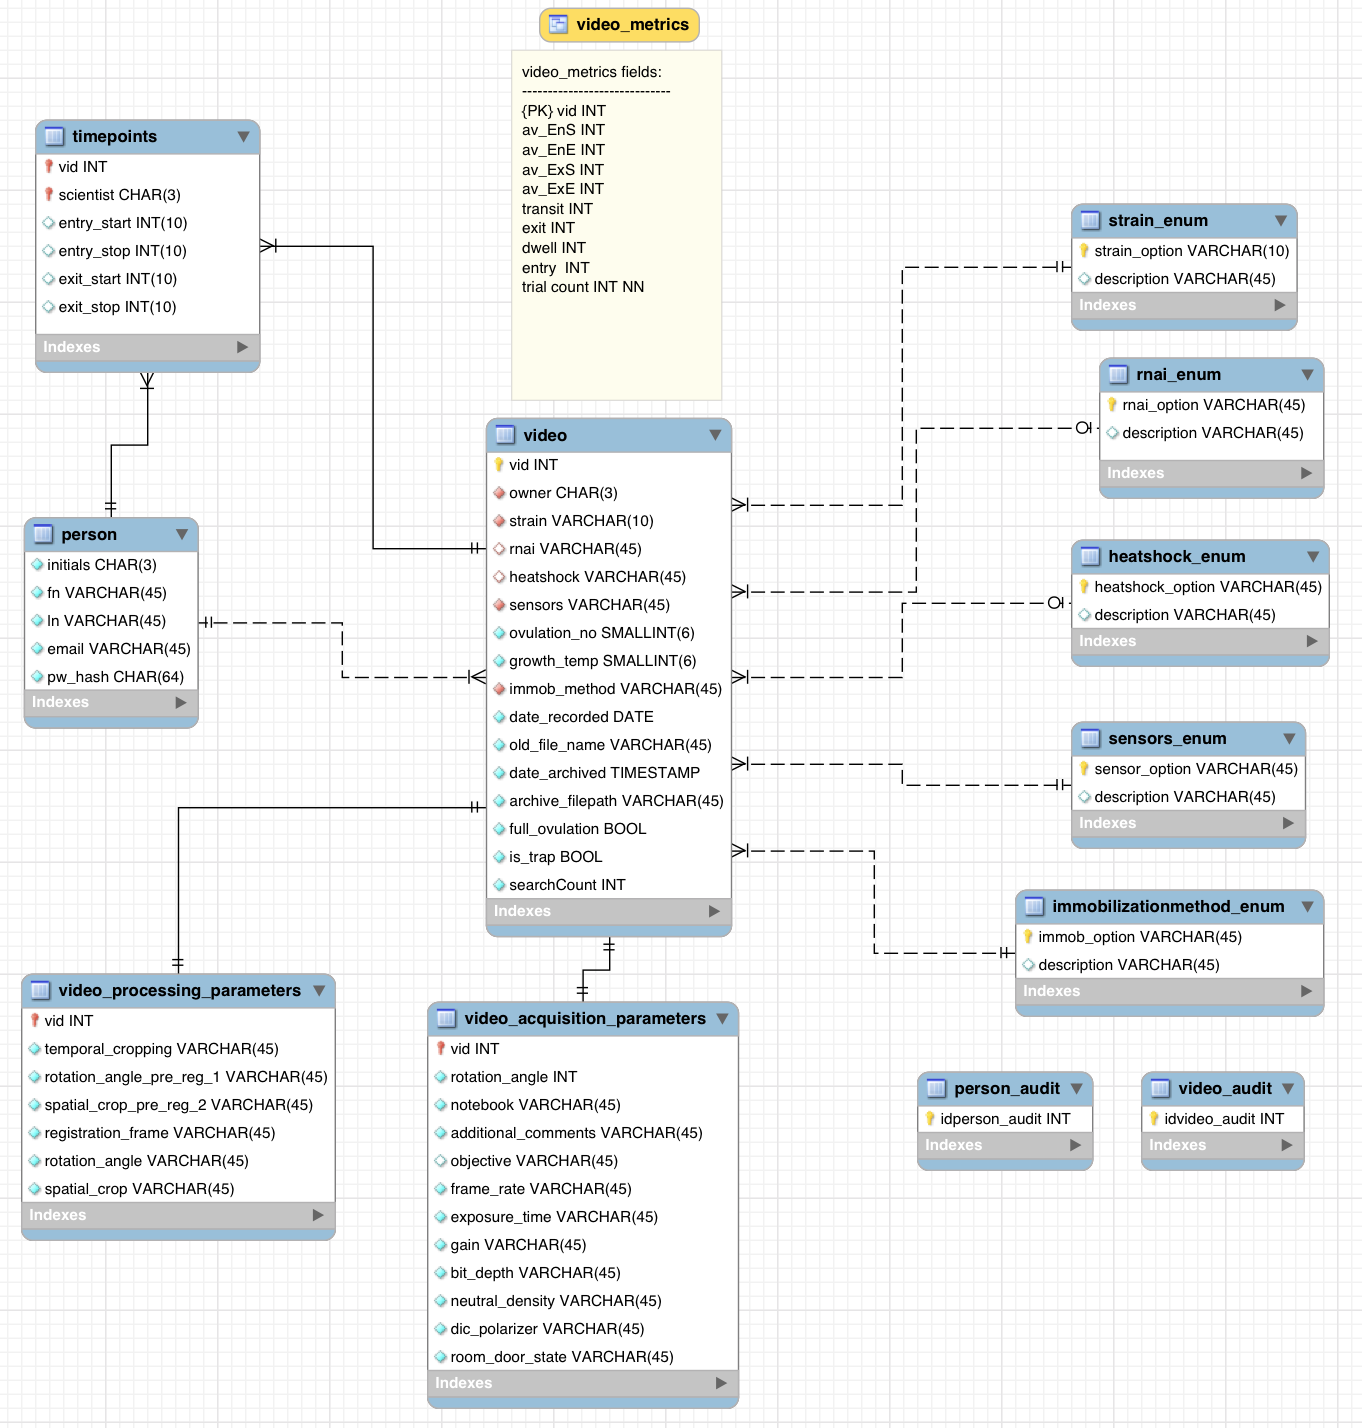 video_metrics
video_metrics fields:
-----------------------------
{PK} vid INT
av_EnS INT
av_EnE INT
av_ExS INT
av_ExE INT
transit INT
exit INT
dwell INT
entry  INT
trial count INT NN
timepoints
vid INT
scientist CHAR(3)
entry_start INT(10)
entry_stop INT(10)
exit_start INT(10)
exit_stop INT(10)
Indexes
person
initials CHAR(3)
fn VARCHAR(45)
ln VARCHAR(45)
email VARCHAR(45)
pw_hash CHAR(64)
Indexes
video
vid INT
owner CHAR(3)
strain VARCHAR(10)
rnai VARCHAR(45)
heatshock VARCHAR(45)
sensors VARCHAR(45)
ovulation_no SMALLINT(6)
growth_temp SMALLINT(6)
immob_method VARCHAR(45)
date_recorded DATE
old_file_name VARCHAR(45)
date_archived TIMESTAMP
archive_filepath VARCHAR(45)
full_ovulation BOOL
is_trap BOOL
searchCount INT
Indexes
strain_enum
strain_option VARCHAR(10)
description VARCHAR(45)
Indexes
rnai_enum
rnai_option VARCHAR(45)
description VARCHAR(45)
Indexes
heatshock_enum
heatshock_option VARCHAR(45)
description VARCHAR(45)
Indexes
sensors_enum
sensor_option VARCHAR(45)
description VARCHAR(45)
Indexes
immobilizationmethod_enum
immob_option VARCHAR(45)
description VARCHAR(45)
Indexes
video_processing_parameters
vid INT
temporal_cropping VARCHAR(45)
rotation_angle_pre_reg_1 VARCHAR(45)
spatial_crop_pre_reg_2 VARCHAR(45)
registration_frame VARCHAR(45)
rotation_angle VARCHAR(45)
spatial_crop VARCHAR(45)
Indexes
video_acquisition_parameters
vid INT
rotation_angle INT
notebook VARCHAR(45)
additional_comments VARCHAR(45)
objective VARCHAR(45)
frame_rate VARCHAR(45)
exposure_time VARCHAR(45)
gain VARCHAR(45)
bit_depth VARCHAR(45)
neutral_density VARCHAR(45)
dic_polarizer VARCHAR(45)
room_door_state VARCHAR(45)
Indexes
person_audit
idperson_audit INT
Indexes
video_audit
idvideo_audit INT
Indexes